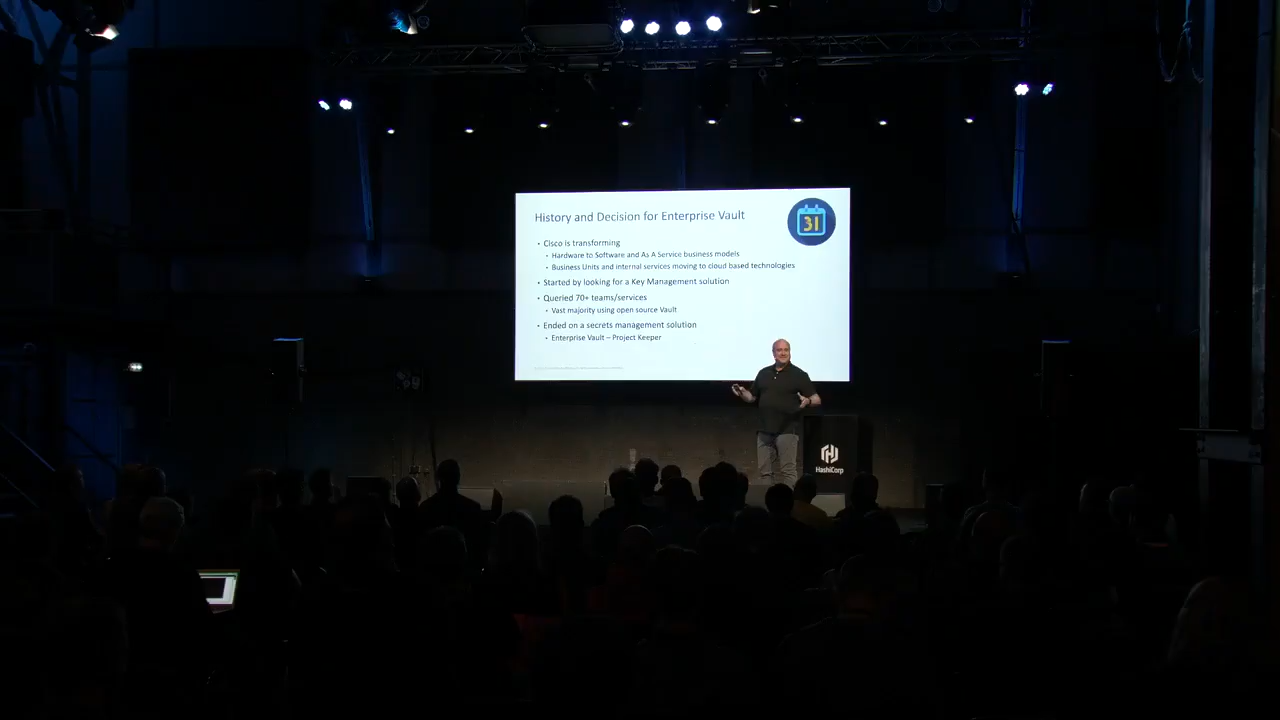 History and Decision for Enterprise Vault
31
• Cisco is transforming
• Hardware to Software and As A Service business models
• Business Units and internal services moving to cloud based technologies
• Started by looking for a Key Management solution
• Queried 70+ teams/services
• Vast majority using open source Vault
• Ended on a secrets management solution
• Enterprise Vault – Project Keeper
HashiCorp